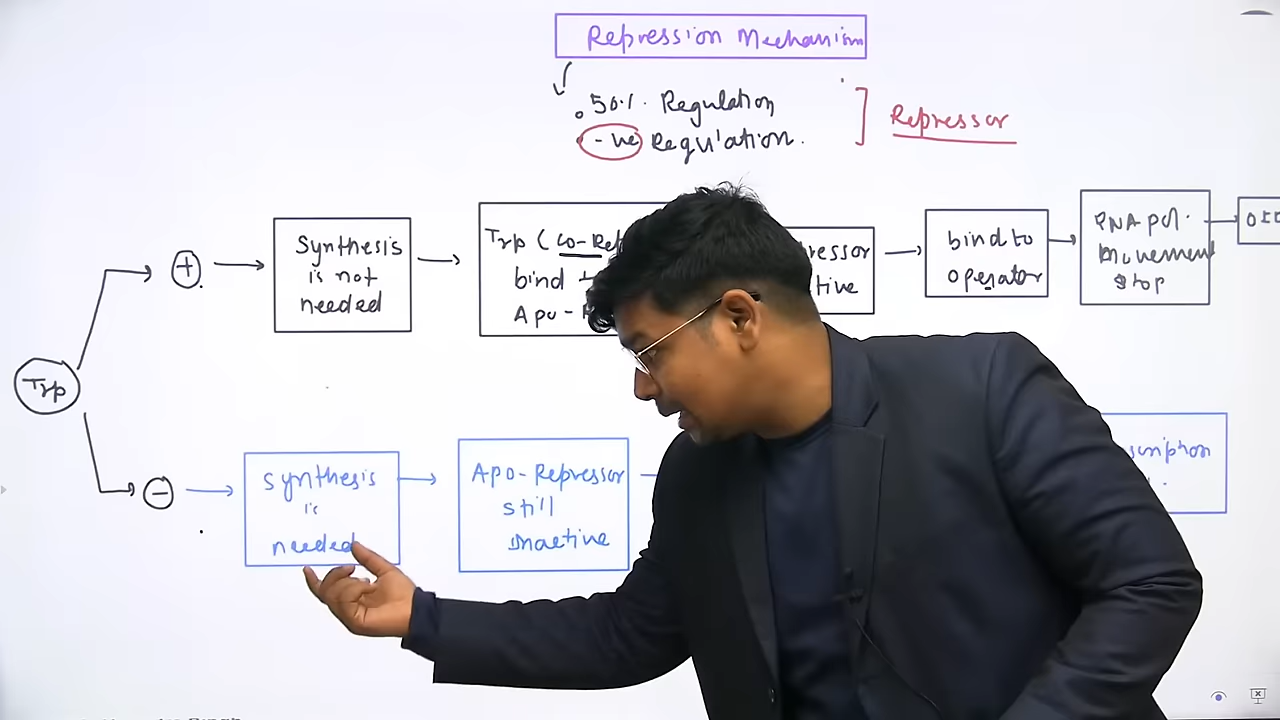 Repression Mechanism
50%. Regulation
-ve Regulation.
Repressor
Trp
+
Synthesis
is not
needed
Trp (Co-Rep
bind
Apo-
ressor
tive
bind to
operator
RNA pol.
Movement
stop
-
synthesis
is
needed
Apo-Repressor
still
inactive